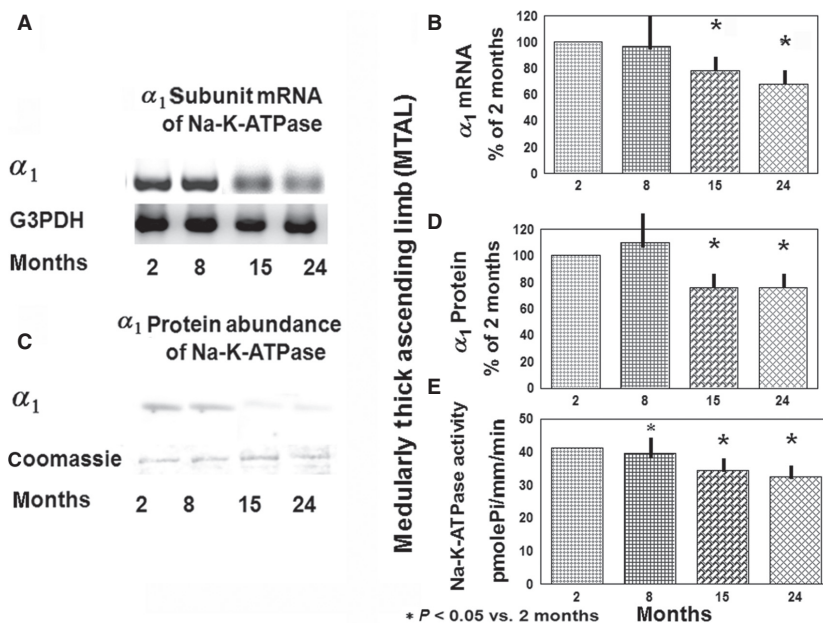 A
α1 Subunit mRNA
of Na-K-ATPase
α1
G3PDH
Months 2 8 15 24
C
α1 Protein abundance
of Na-K-ATPase
α1
Coomassie
Months 2 8 15 24
Medularly thick ascending limb (MTAL)
B
α1 mRNA
% of 2 months
120
100
80
60
40
20
0
* *
2 8 15 24
D
α1 Protein
% of 2 months
120
100
80
60
40
20
0
* *
2 8 15 24
E
Na-K-ATPase activity
pmolePi/mm/min
50
40
30
20
10
0
* * *
2 8 15 24
* P < 0.05 vs. 2 months Months